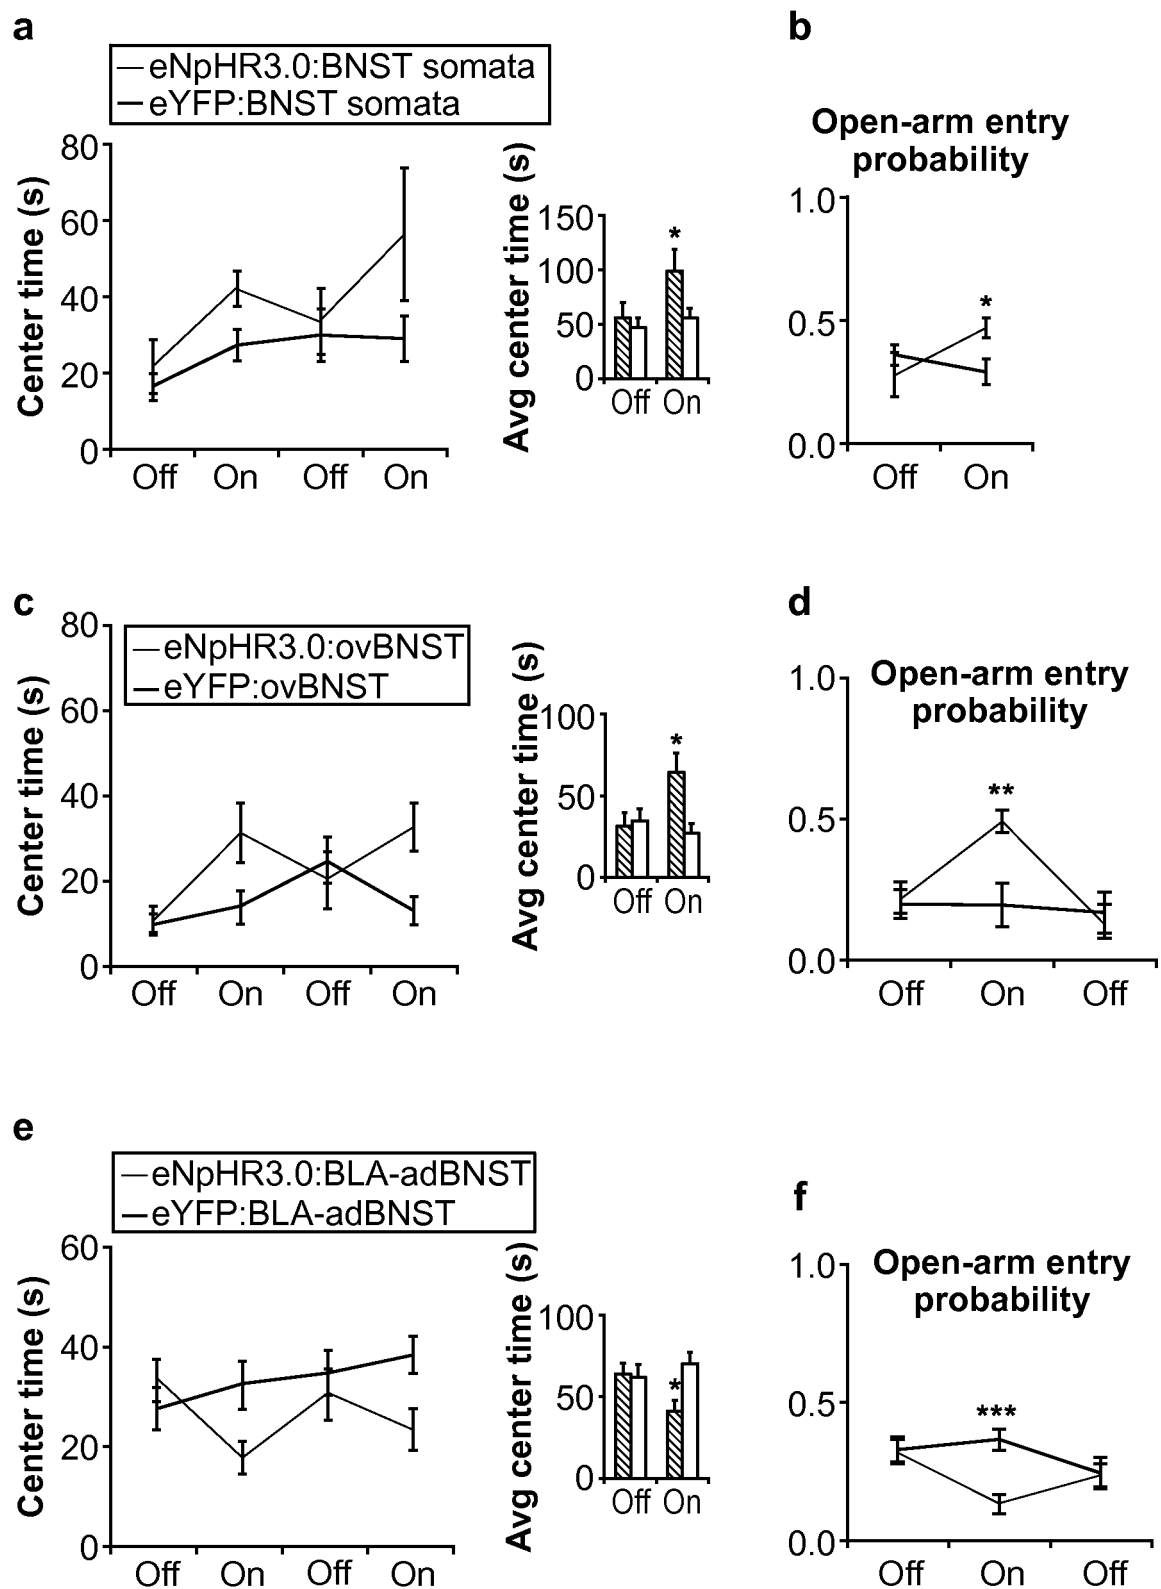 a
eNpHR3.0:BNST somata
eYFP:BNST somata
Center time (s)
80
60
40
20
0
Off On Off On
Avg center time (s)
150
100
50
0
*
Off On
b
Open-arm entry
probability
1.0
0.5
0.0
*
Off On
c
eNpHR3.0:ovBNST
eYFP:ovBNST
Center time (s)
80
60
40
20
0
Off On Off On
Avg center time (s)
100
50
0
*
Off On
d
Open-arm entry
probability
1.0
0.5
0.0
**
Off On Off
e
eNpHR3.0:BLA-adBNST
eYFP:BLA-adBNST
Center time (s)
60
40
20
0
Off On Off On
Avg center time (s)
100
50
0
*
Off On
f
Open-arm entry
probability
1.0
0.5
0.0
***
Off On Off